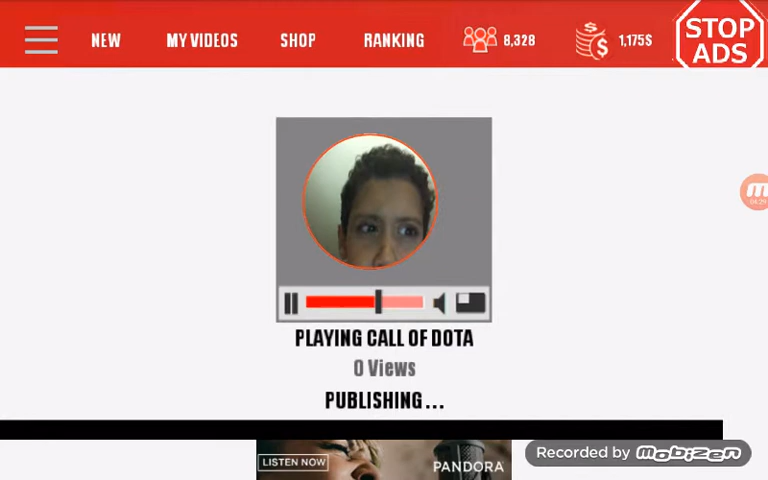 NEW
MY VIDEOS
SHOP
RANKING
8,328
1,175$
STOP
ADS
PLAYING CALL OF DOTA
0 Views
PUBLISHING...
LISTEN NOW
PANDORA
Recorded by mobizen